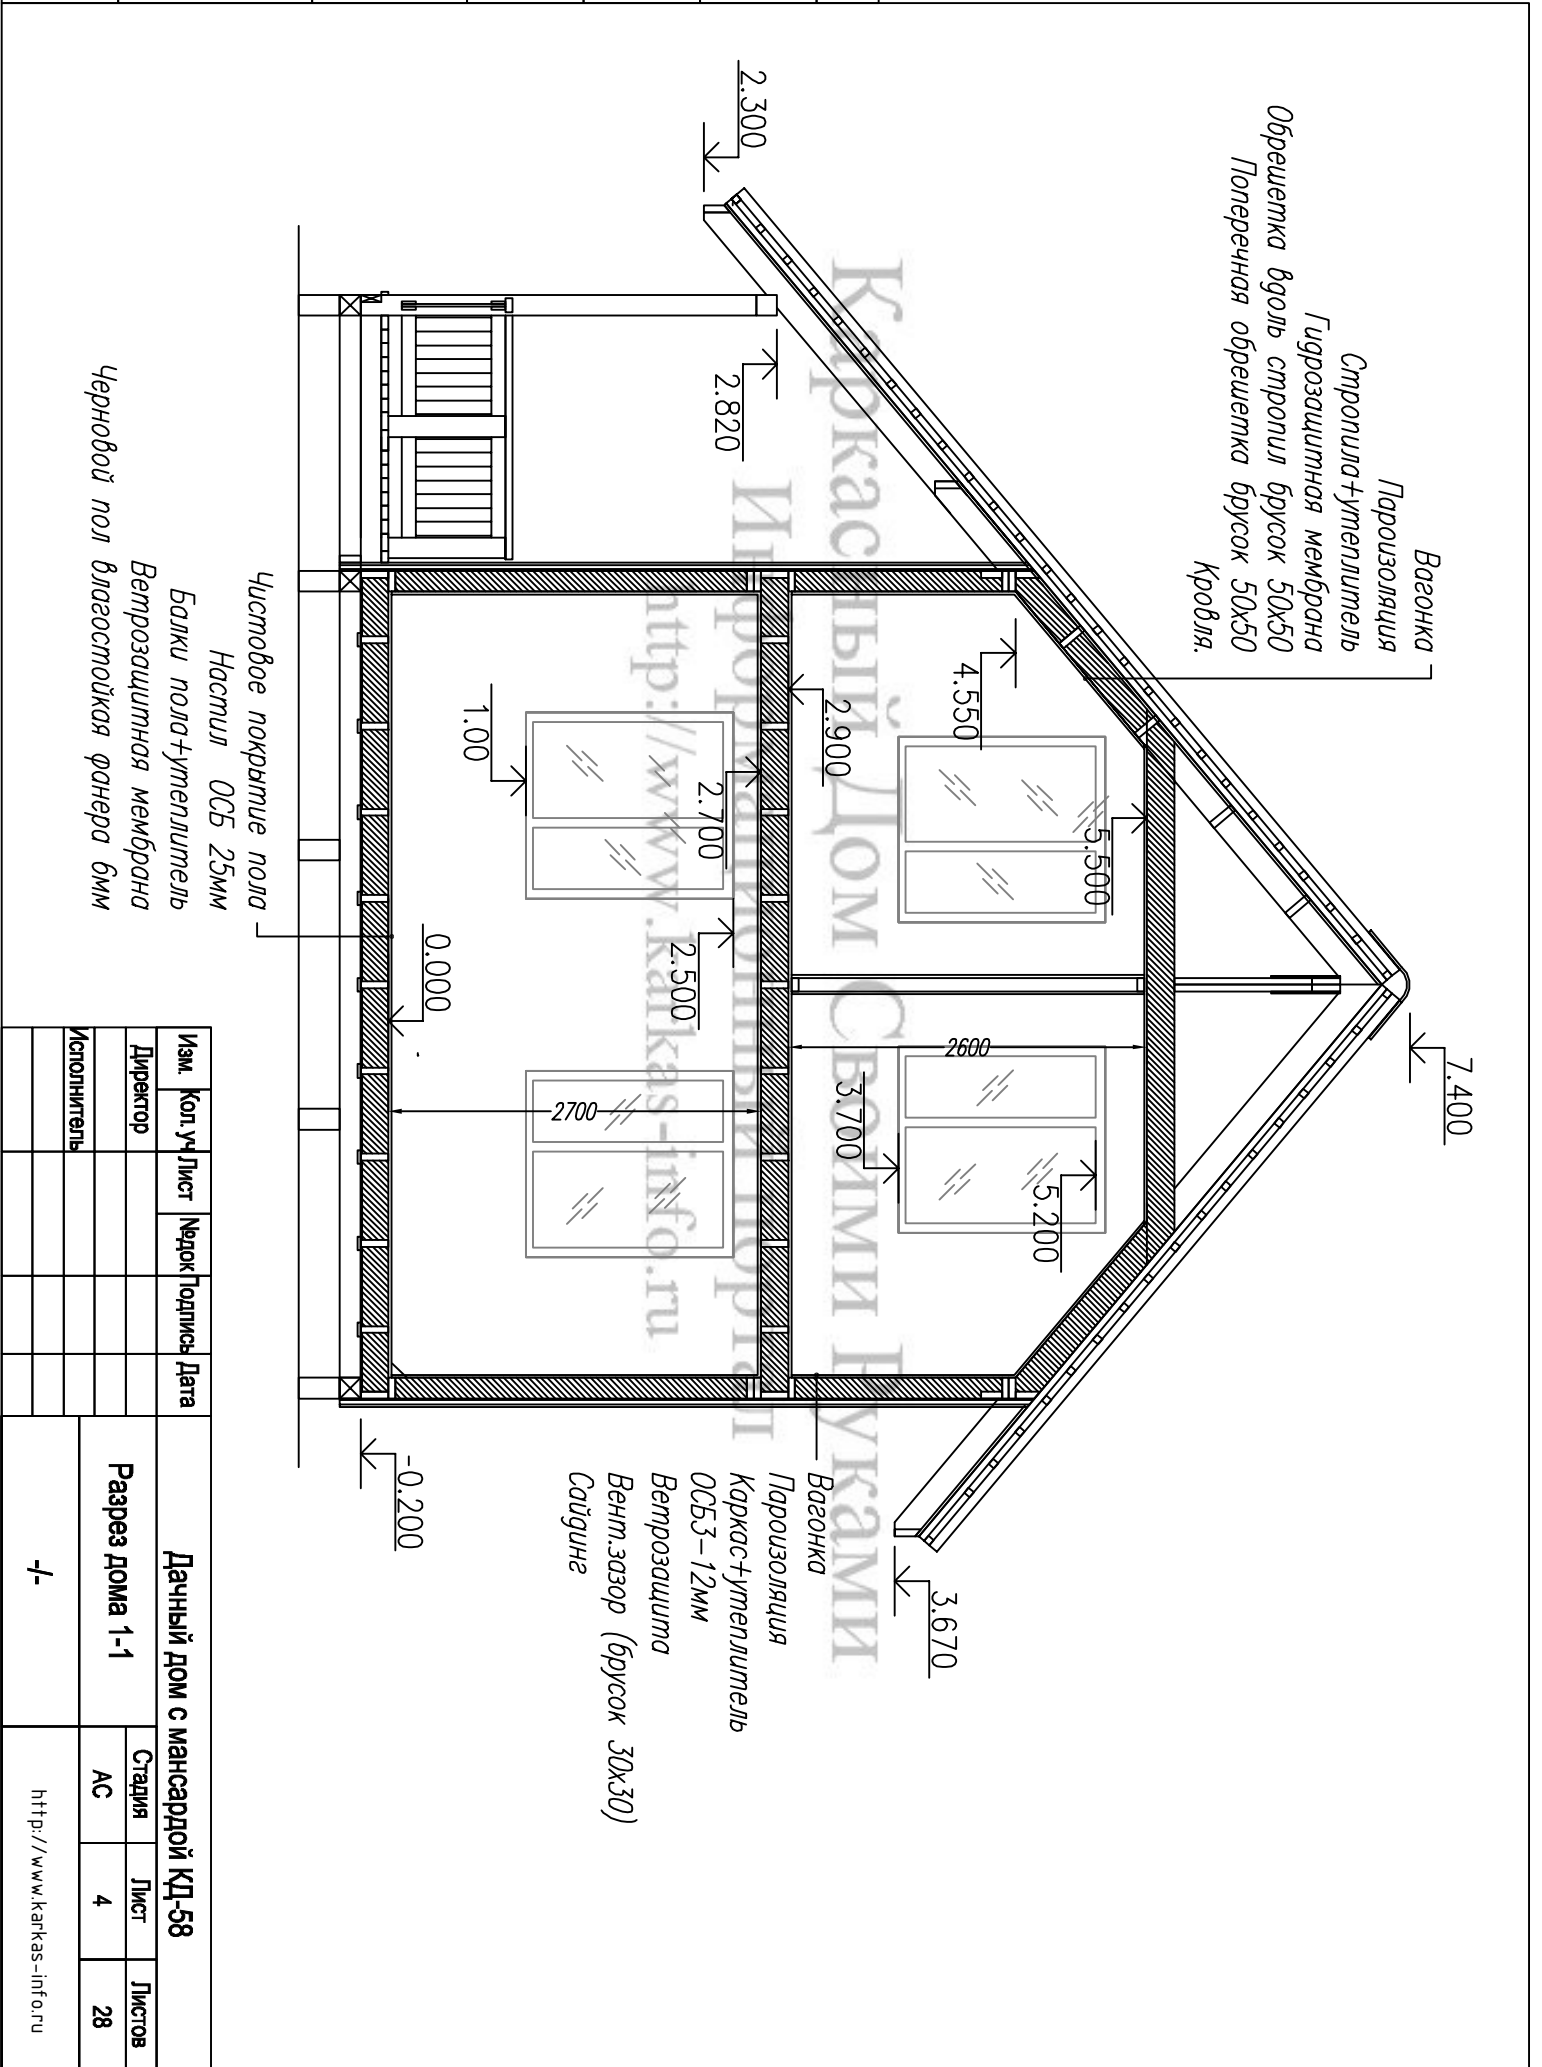 Вагонка
Пароизоляция
Стропила+утеплитель
Гидрозащитная мембрана
Обрешетка вдоль стропил брусок 50х50
Поперечная обрешетка брусок 50х50
Кровля.
7.400
2.300
2.820
4.550
5.500
2.900
2600
3.700
5.200
3.670
1.00
2.700
2.500
2700
0.000
-0.200
Каркасный Дом Своими Руками
Информационный портал
http://www.karkas-info.ru
Вагонка
Пароизоляция
Каркас+утеплитель
ОСБ3-12мм
Ветрозащита
Вент.зазор (брусок 30х30)
Сайдинг
Чистовое покрытие пола
Настил ОСБ 25мм
Балки пола+утеплитель
Ветрозащитная мембрана
Черновой пол влагостойкая фанера 6мм
Изм. Кол.уч Лист №док Подпись Дата
Директор
Исполнитель
Дачный дом с мансардой КД-58
Разрез дома 1-1
Стадия Лист Листов
АС 4 28
-/-
http://www.karkas-info.ru